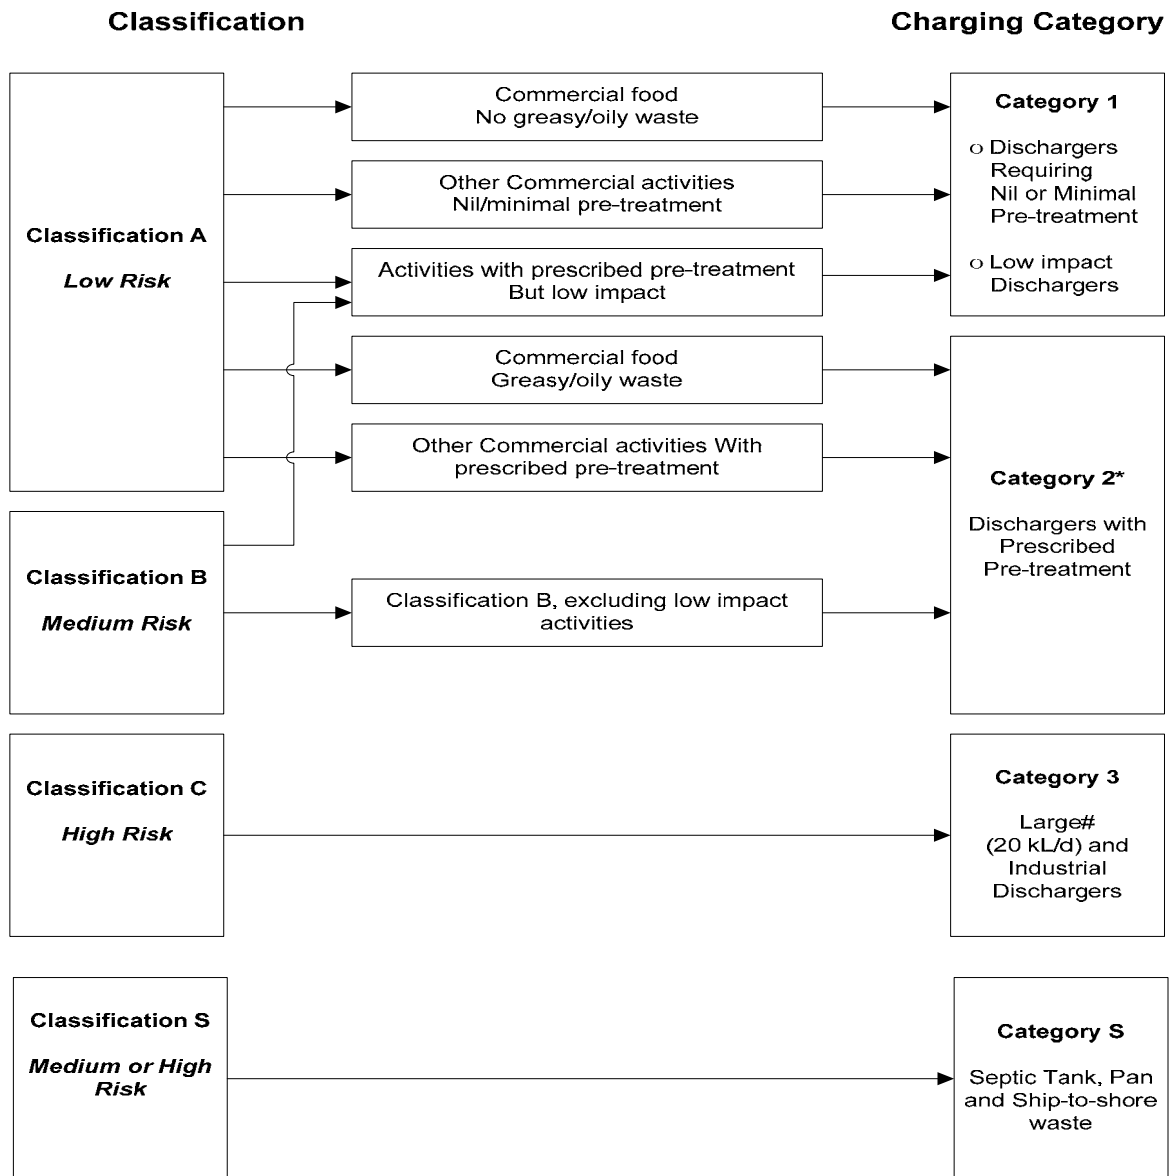 Classification
Charging Category
Classification A
Low Risk
Commercial food
No greasy/oily waste
Other Commercial activities
Nil/minimal pre-treatment
Activities with prescribed pre-treatment
But low impact
Commercial food
Greasy/oily waste
Other Commercial activities With
prescribed pre-treatment
Category 1
o Dischargers
Requiring
Nil or Minimal
Pre-treatment
o Low impact
Dischargers
Classification B
Medium Risk
Classification B, excluding low impact
activities
Category 2*
Dischargers with
Prescribed
Pre-treatment
Classification C
High Risk
Category 3
Large#
(20 kL/d) and
Industrial
Dischargers
Classification S
Medium or High
Risk
Category S
Septic Tank, Pan
and Ship-to-shore
waste